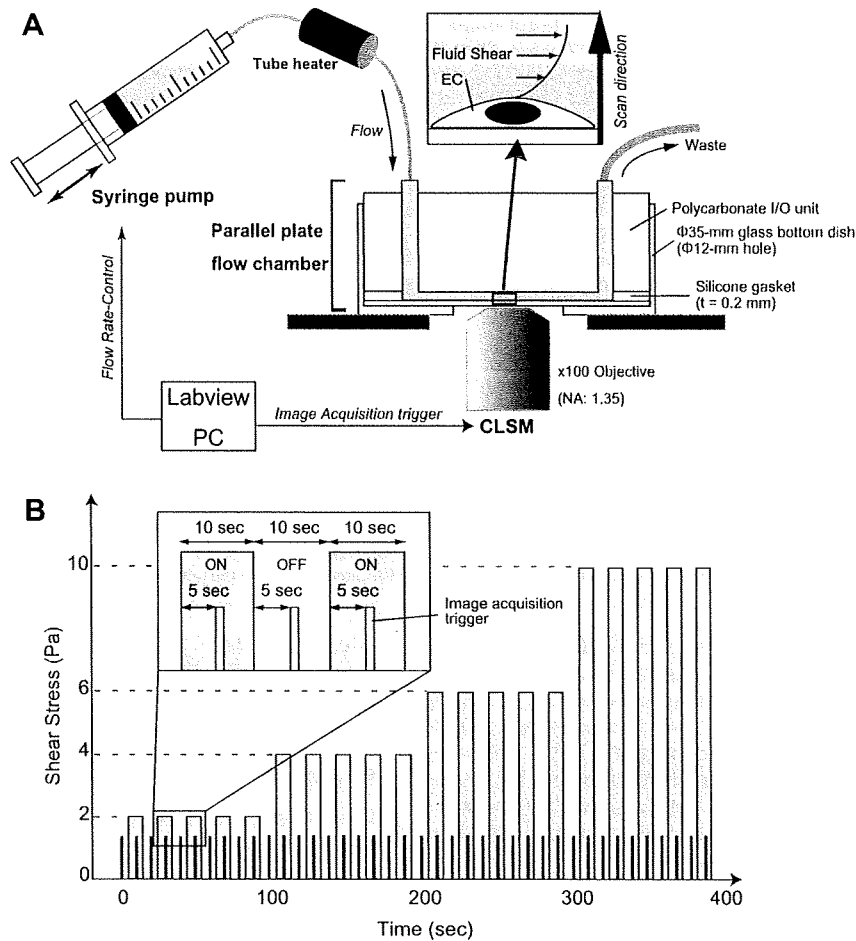 A
Tube heater
Fluid Shear
EC
Scan direction
Flow
Waste
Syringe pump
Parallel plate
flow chamber
Polycarbonate I/O unit
Φ35-mm glass bottom dish
(Φ12-mm hole)
Silicone gasket
(t = 0.2 mm)
Flow Rate-Control
x100 Objective
(NA: 1.35)
Labview
PC
Image Acquisition trigger
CLSM
B
10 sec 10 sec 10 sec
ON OFF ON
5 sec 5 sec 5 sec
Image acquisition
trigger
Shear Stress (Pa)
10
6
4
2
0
0 100 200 300 400
Time (sec)